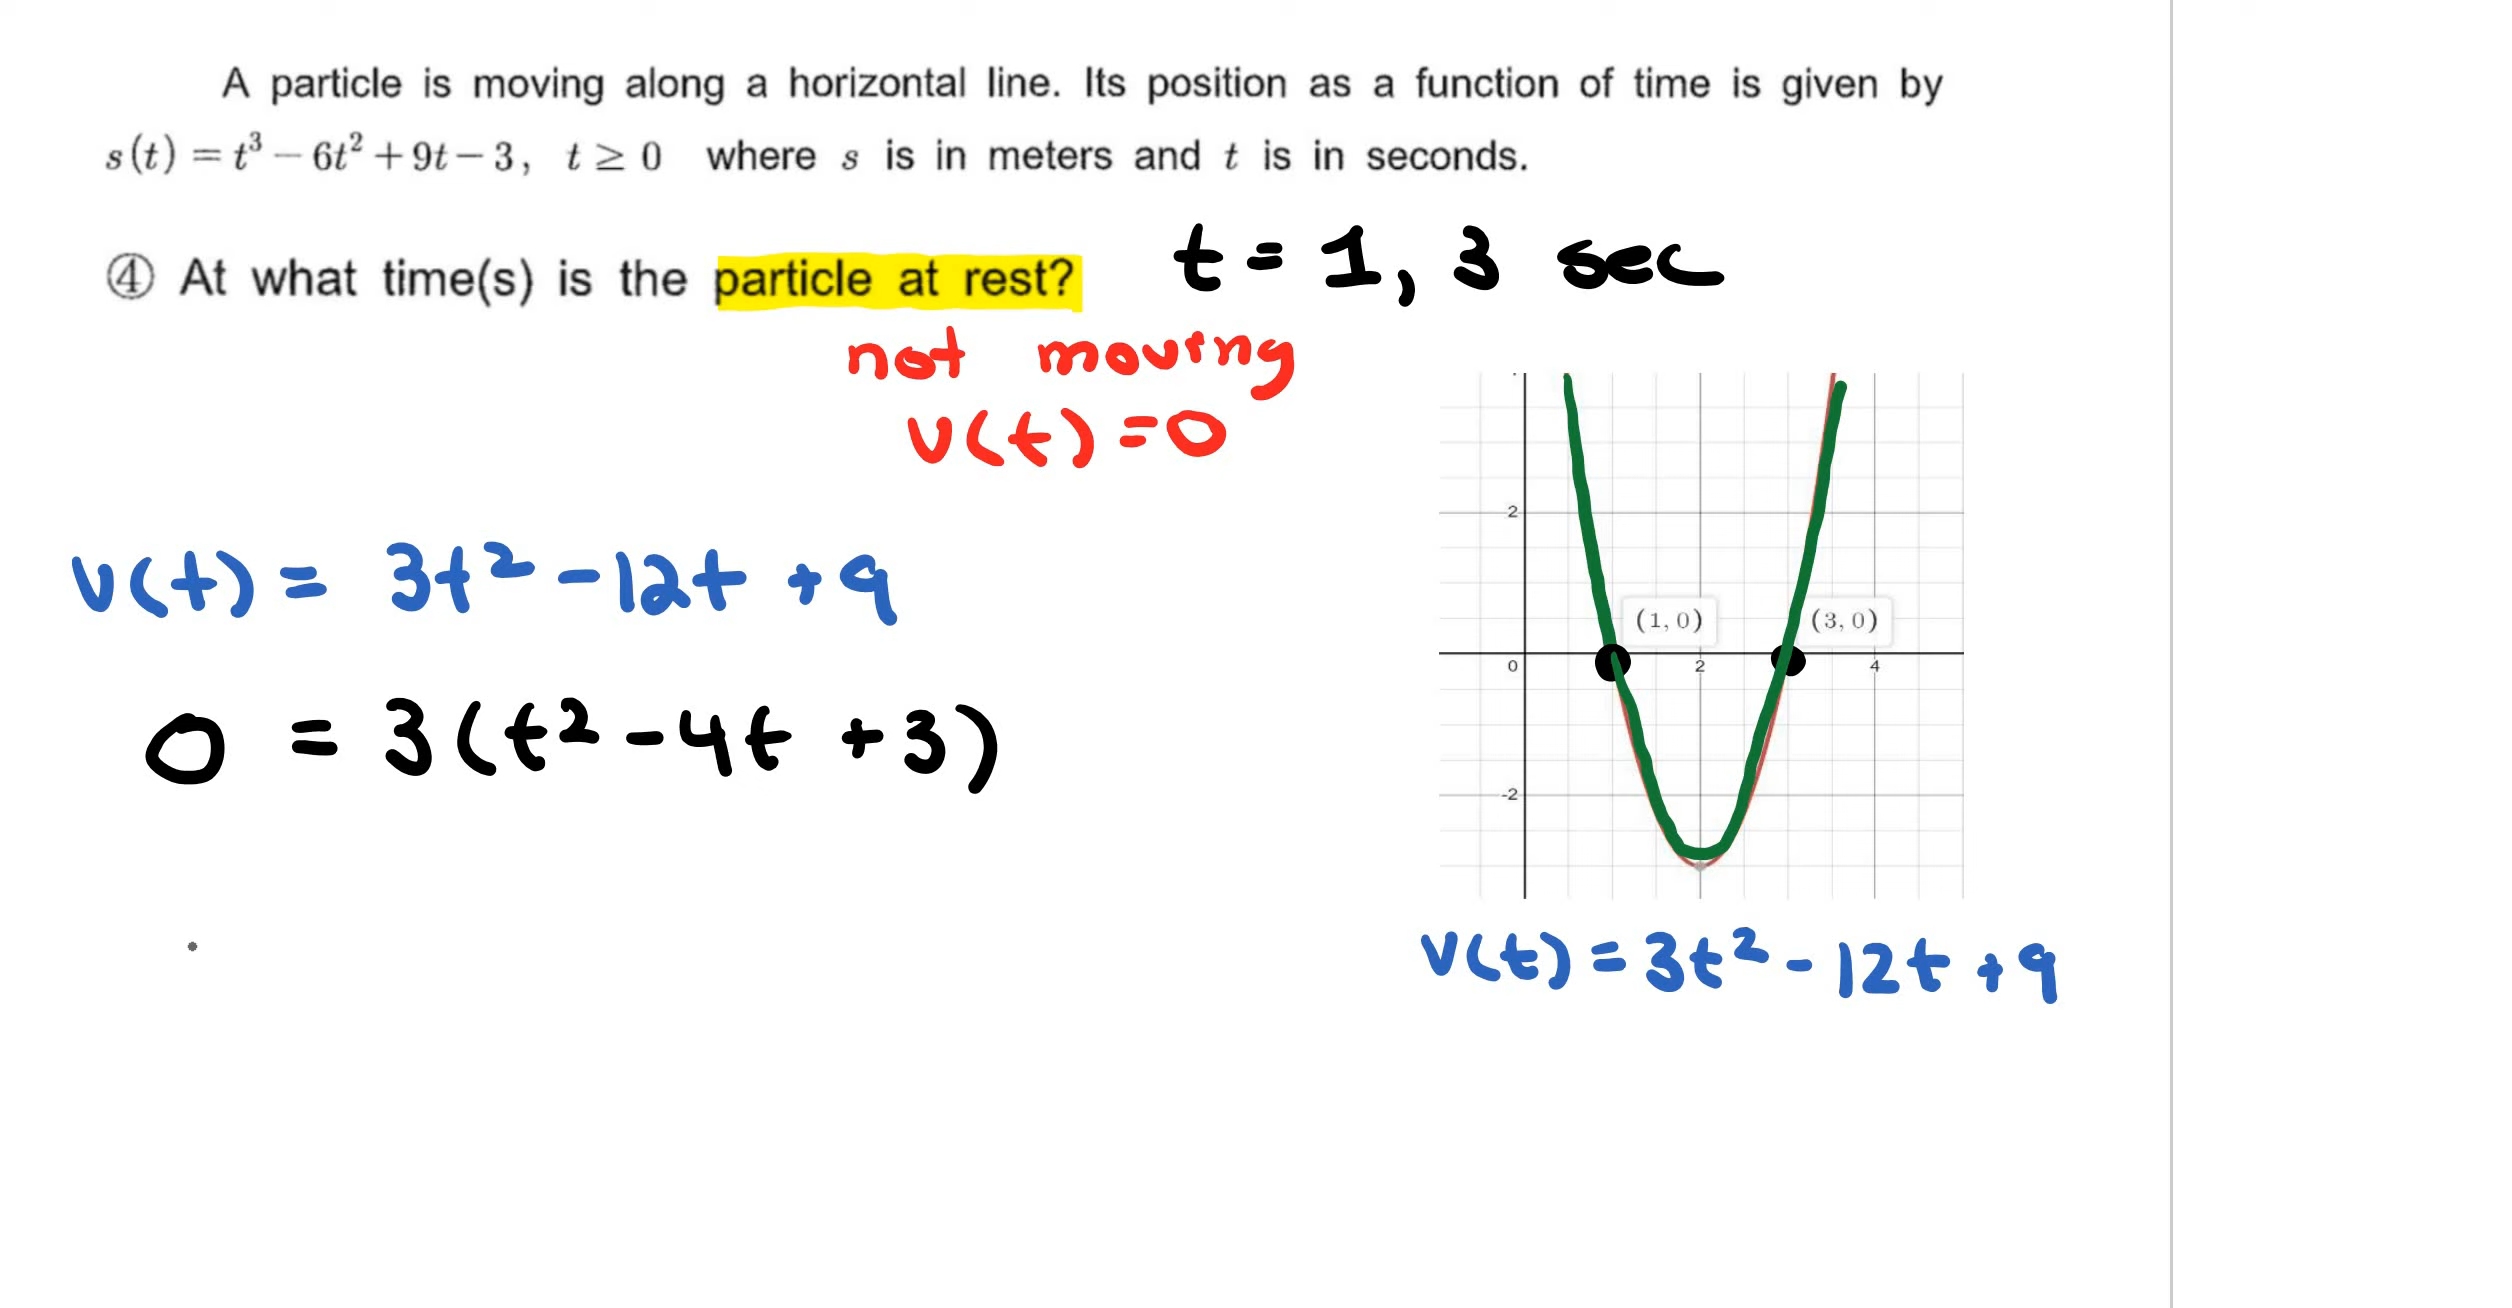 A particle is moving along a horizontal line. Its position as a function of time is given by
s(t) = t³ − 6t² + 9t − 3, t ≥ 0 where s is in meters and t is in seconds.
④ At what time(s) is the particle at rest? t = 1, 3 sec
not moving
v(t) = 0
v(t) = 3t² − 12t + 9
0 = 3(t² − 4t + 3)
2
(1, 0) (3, 0)
0 2 4
-2
v(t) = 3t² − 12t + 9